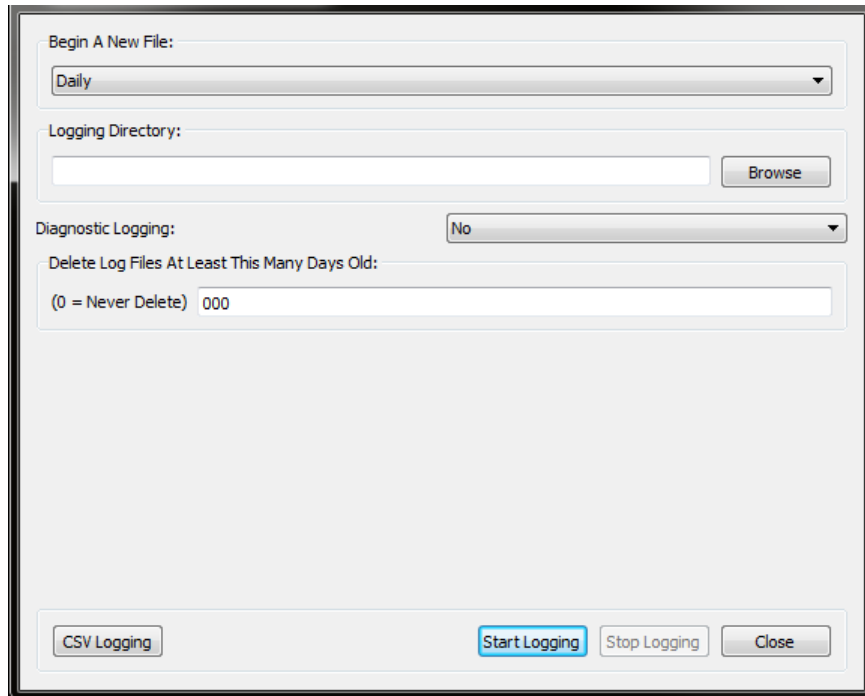 Begin A New File:
Daily
Logging Directory:
Browse
Diagnostic Logging: No
Delete Log Files At Least This Many Days Old:
(0 = Never Delete) 000
CSV Logging Start Logging Stop Logging Close